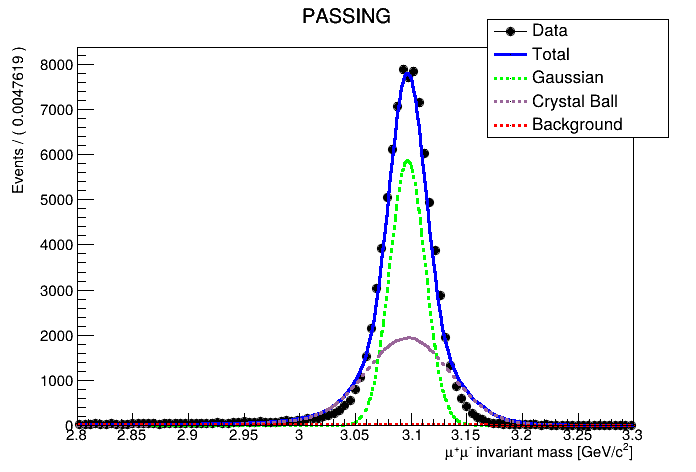 PASSING
Data
Total
Gaussian
Crystal Ball
Background
Events / ( 0.0047619 )
8000
7000
6000
5000
4000
3000
2000
1000
0
2.8 2.85 2.9 2.95 3 3.05 3.1 3.15 3.2 3.25 3.3
μ⁺μ⁻ invariant mass [GeV/c²]